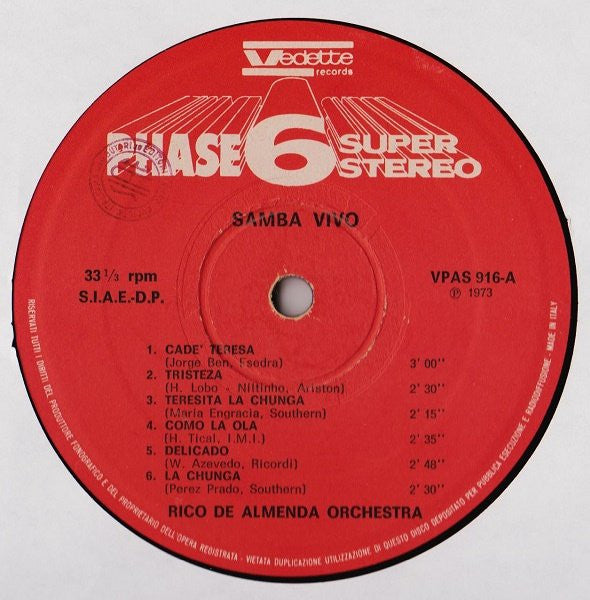 Vedette
records
PHASE 6 SUPER
STEREO
SAMBA VIVO
33 1/3 rpm
S.I.A.E.-D.P.
VPAS 916-A
℗ 1973
1. CADE' TERESA
(Jorge Ben, Esedra) 3' 00''
2. TRISTEZA
(H. Lobo - Niltinho, Ariston) 2' 30''
3. TERESITA LA CHUNGA
(Maria Engracia, Southern) 2' 15''
4. COMO LA OLA
(H. Tical, I.M.I.) 2' 35''
5. DELICADO
(W. Azevedo, Ricordi) 2' 48''
6. LA CHUNGA
(Perez Prado, Southern) 2' 30''
RICO DE ALMENDA ORCHESTRA
RISERVATI TUTTI I DIRITTI DEL PRODUTTORE FONOGRAFICO E DEL PROPRIETARIO DELL'OPERA REGISTRATA - VIETATA DUPLICAZIONE UTILIZZAZIONE DI QUESTO DISCO DEPOSITATO PER PUBBLICA ESECUZIONE E RADIODIFFUSIONE - MADE IN ITALY